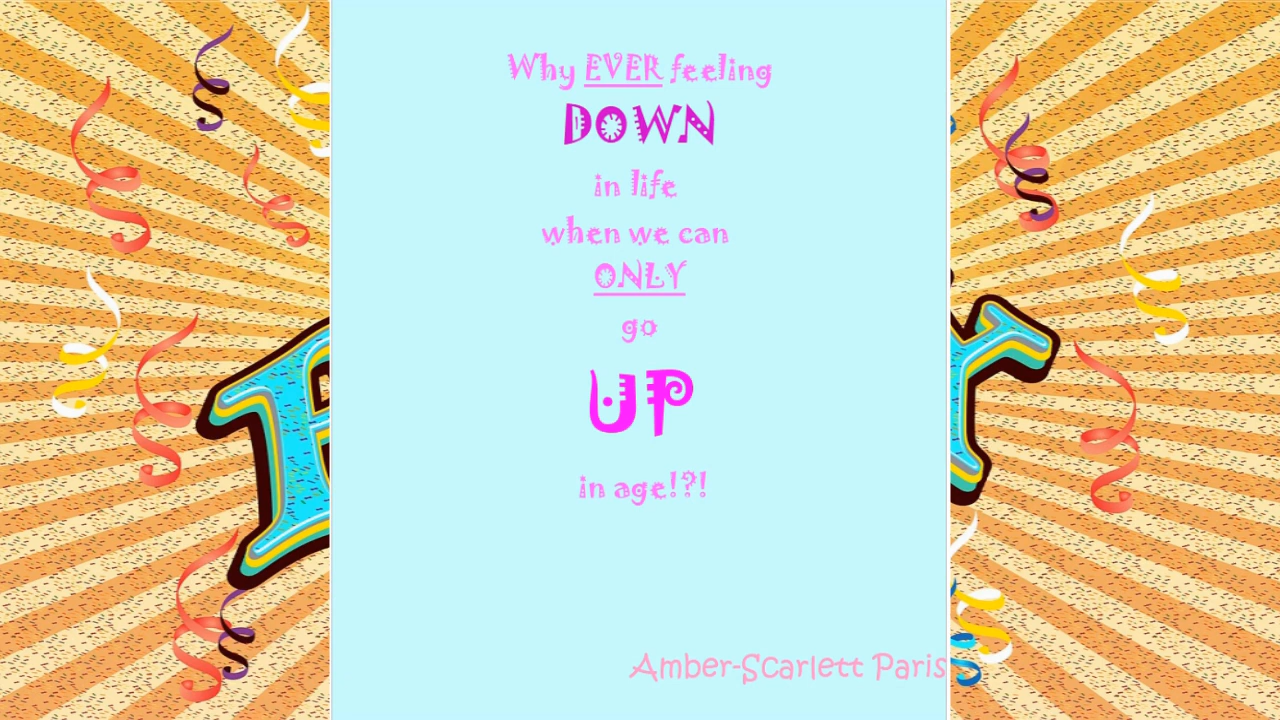 Why EVER feeling
DOWN
in life
when we can
ONLY
go
UP
in age!?!
Amber-Scarlett Paris